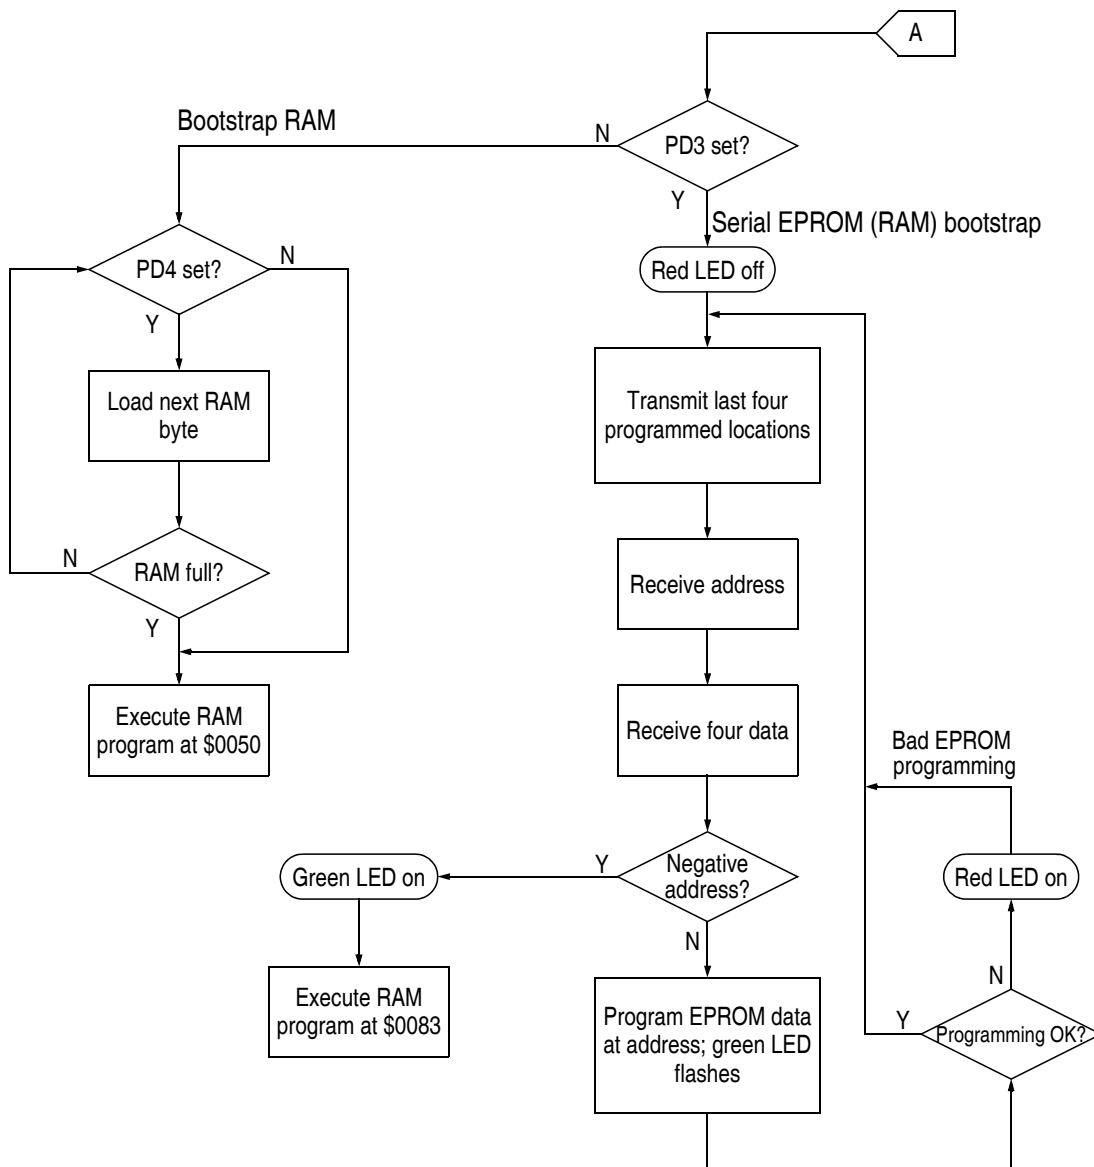 A
Bootstrap RAM
N
PD3 set?
Y
Serial EPROM (RAM) bootstrap
PD4 set?
N
Y
Red LED off
Load next RAM
byte
Transmit last four
programmed locations
N
RAM full?
Y
Receive address
Execute RAM
program at $0050
Receive four data
Bad EPROM
programming
Green LED on
Y
Negative
address?
N
Red LED on
Execute RAM
program at $0083
Program EPROM data
at address; green LED
flashes
N
Y
Programming OK?